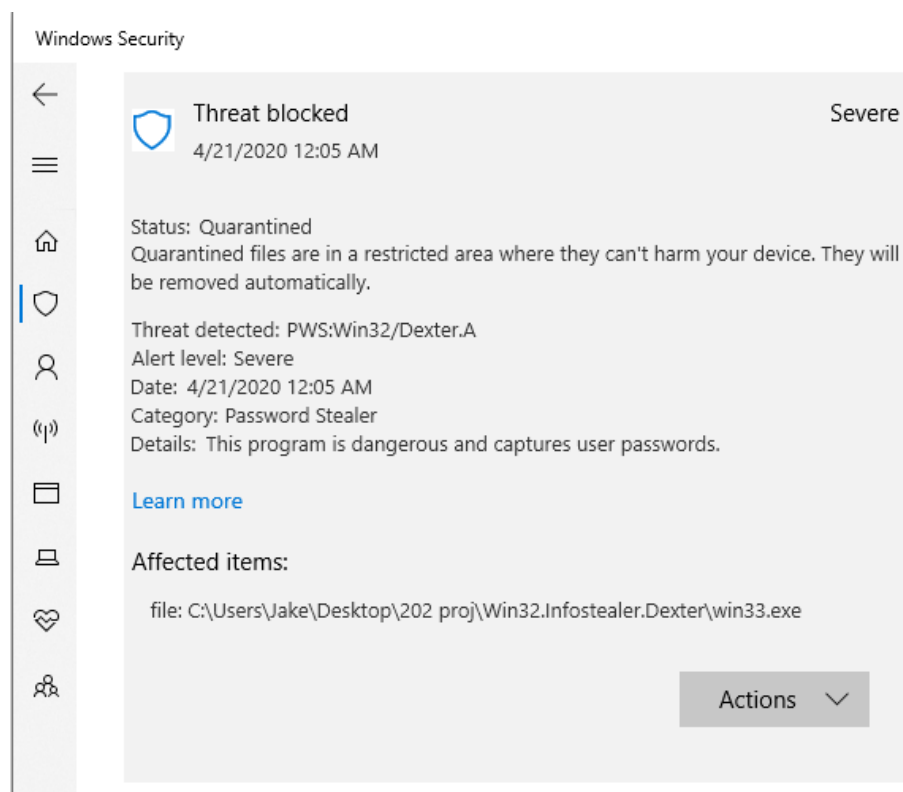 Windows Security
Threat blocked
Severe
4/21/2020 12:05 AM
Status: Quarantined
Quarantined files are in a restricted area where they can't harm your device. They will
be removed automatically.
Threat detected: PWS:Win32/Dexter.A
Alert level: Severe
Date: 4/21/2020 12:05 AM
Category: Password Stealer
Details: This program is dangerous and captures user passwords.
Learn more
Affected items:
file: C:\Users\Jake\Desktop\202 proj\Win32.Infostealer.Dexter\win33.exe
Actions